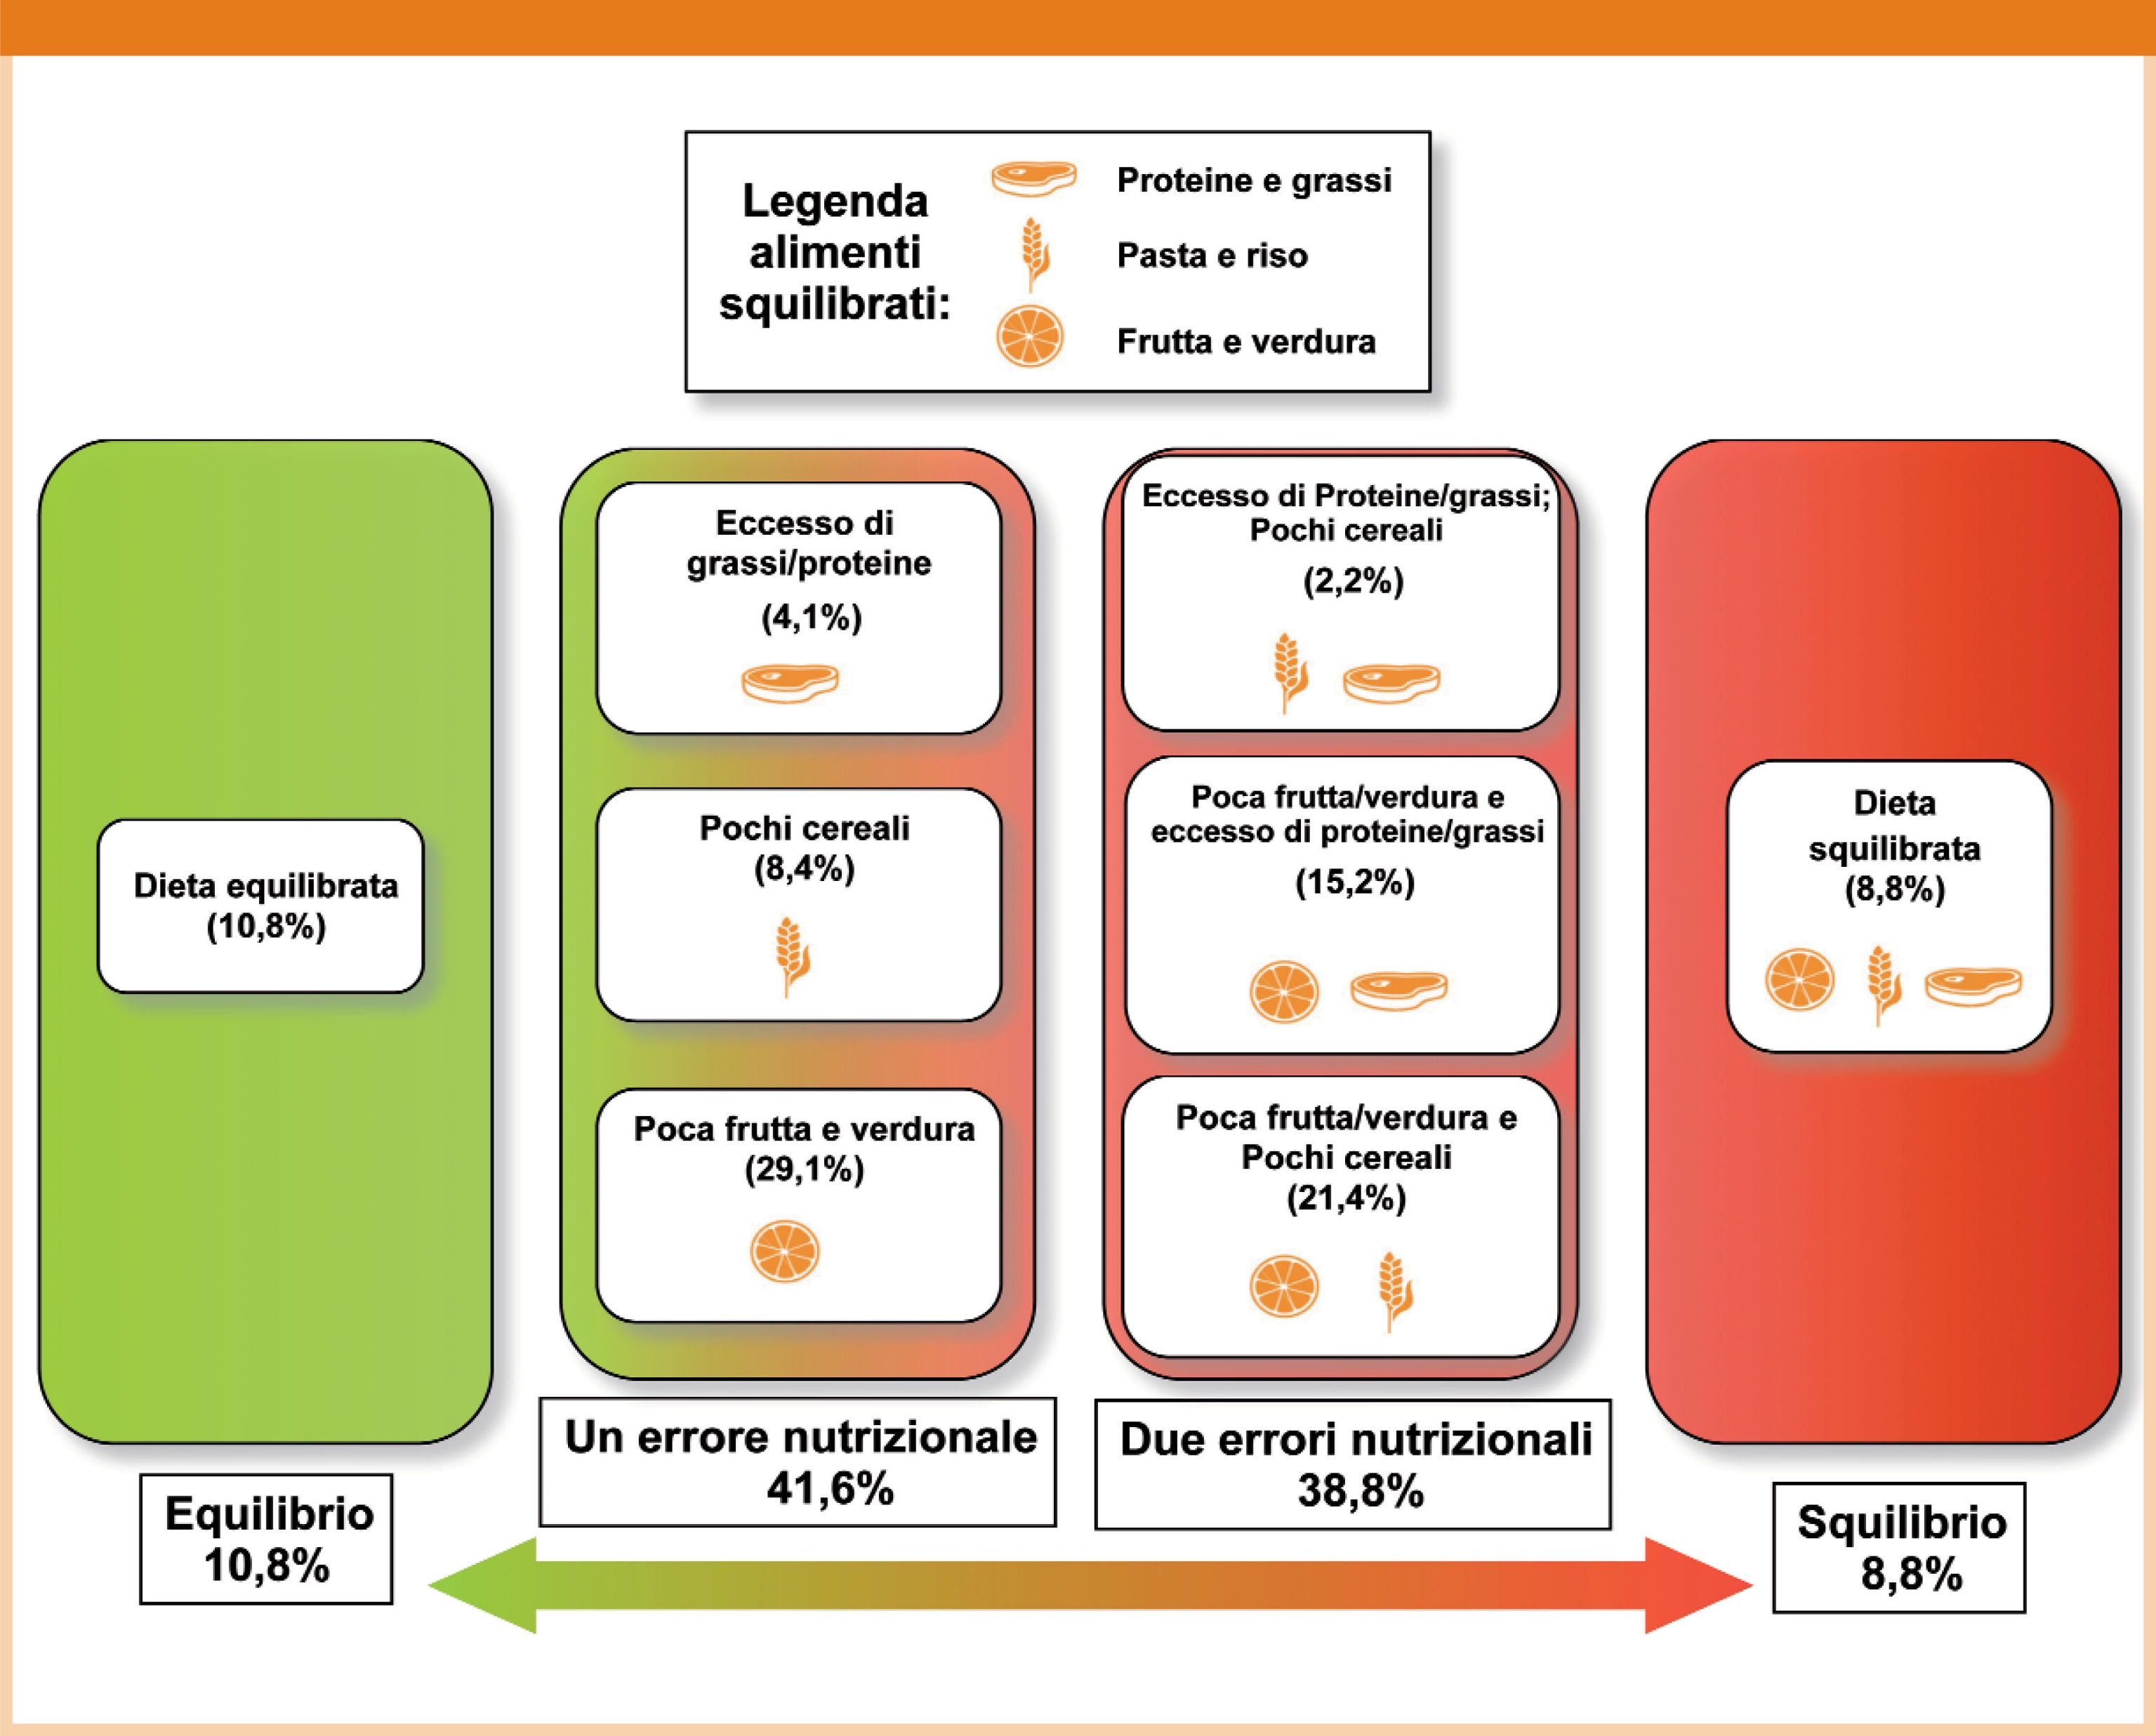 Legenda
alimenti
squilibrati:
Proteine e grassi
Pasta e riso
Frutta e verdura
Dieta equilibrata
(10,8%)
Equilibrio
10,8%
Eccesso di
grassi/proteine
(4,1%)
Pochi cereali
(8,4%)
Poca frutta e verdura
(29,1%)
Un errore nutrizionale
41,6%
Eccesso di Proteine/grassi;
Pochi cereali
(2,2%)
Poca frutta/verdura e
eccesso di proteine/grassi
(15,2%)
Poca frutta/verdura e
Pochi cereali
(21,4%)
Due errori nutrizionali
38,8%
Dieta
squilibrata
(8,8%)
Squilibrio
8,8%